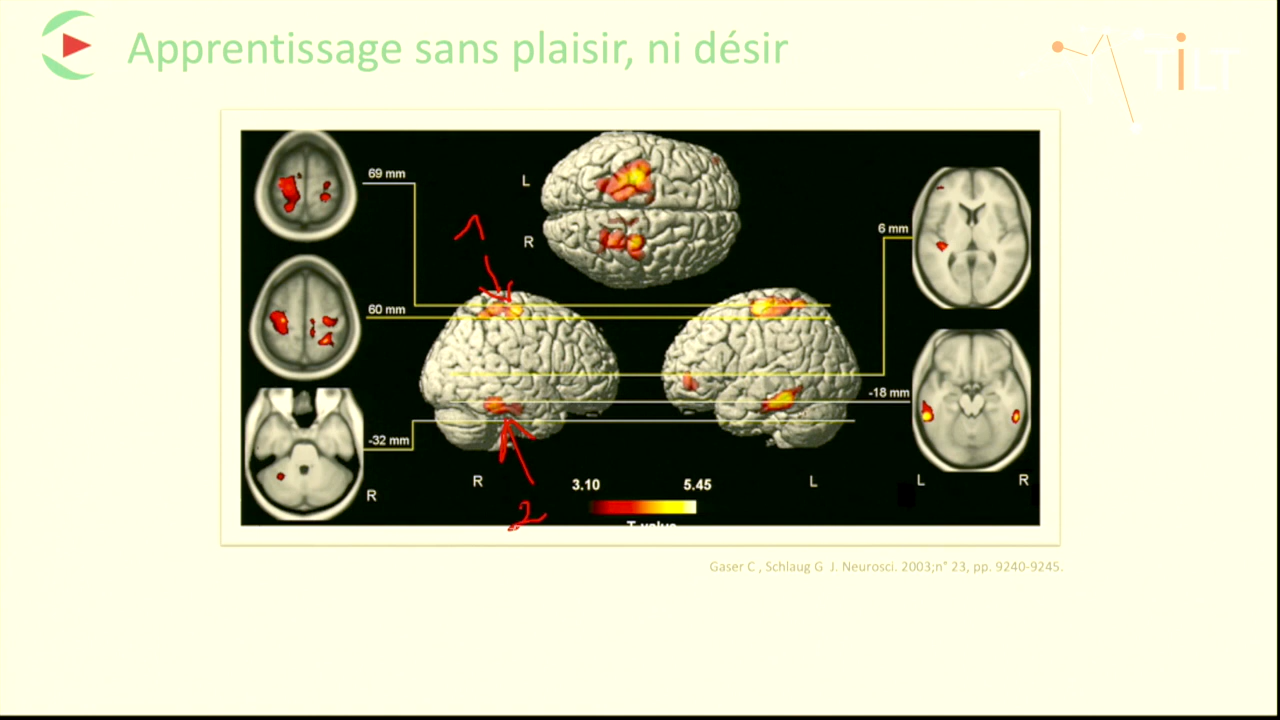 Apprentissage sans plaisir, ni désir
TiLT
69 mm
L
R
6 mm
1
60 mm
-18 mm
-32 mm
R
R
3.10
5.45
L
L
R
2
T value
Gaser C , Schlaug G J. Neurosci. 2003;n° 23, pp. 9240-9245.